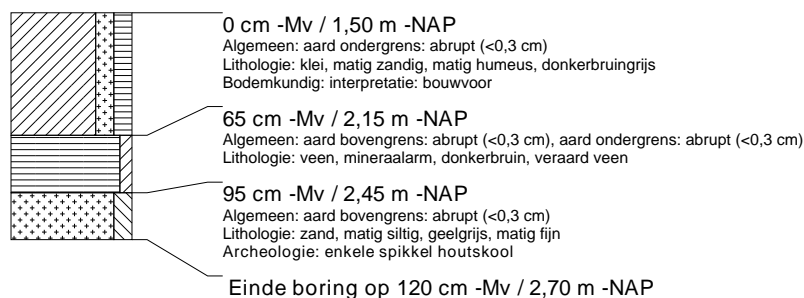 0 cm -Mv / 1,50 m -NAP
Algemeen: aard ondergrens: abrupt (<0,3 cm)
Lithologie: klei, matig zandig, matig humeus, donkerbruingrijs
Bodemkundig: interpretatie: bouwvoor
65 cm -Mv / 2,15 m -NAP
Algemeen: aard bovengrens: abrupt (<0,3 cm), aard ondergrens: abrupt (<0,3 cm)
Lithologie: veen, mineraalarm, donkerbruin, veraard veen
95 cm -Mv / 2,45 m -NAP
Algemeen: aard bovengrens: abrupt (<0,3 cm)
Lithologie: zand, matig siltig, geelgrijs, matig fijn
Archeologie: enkele spikkel houtskool
Einde boring op 120 cm -Mv / 2,70 m -NAP